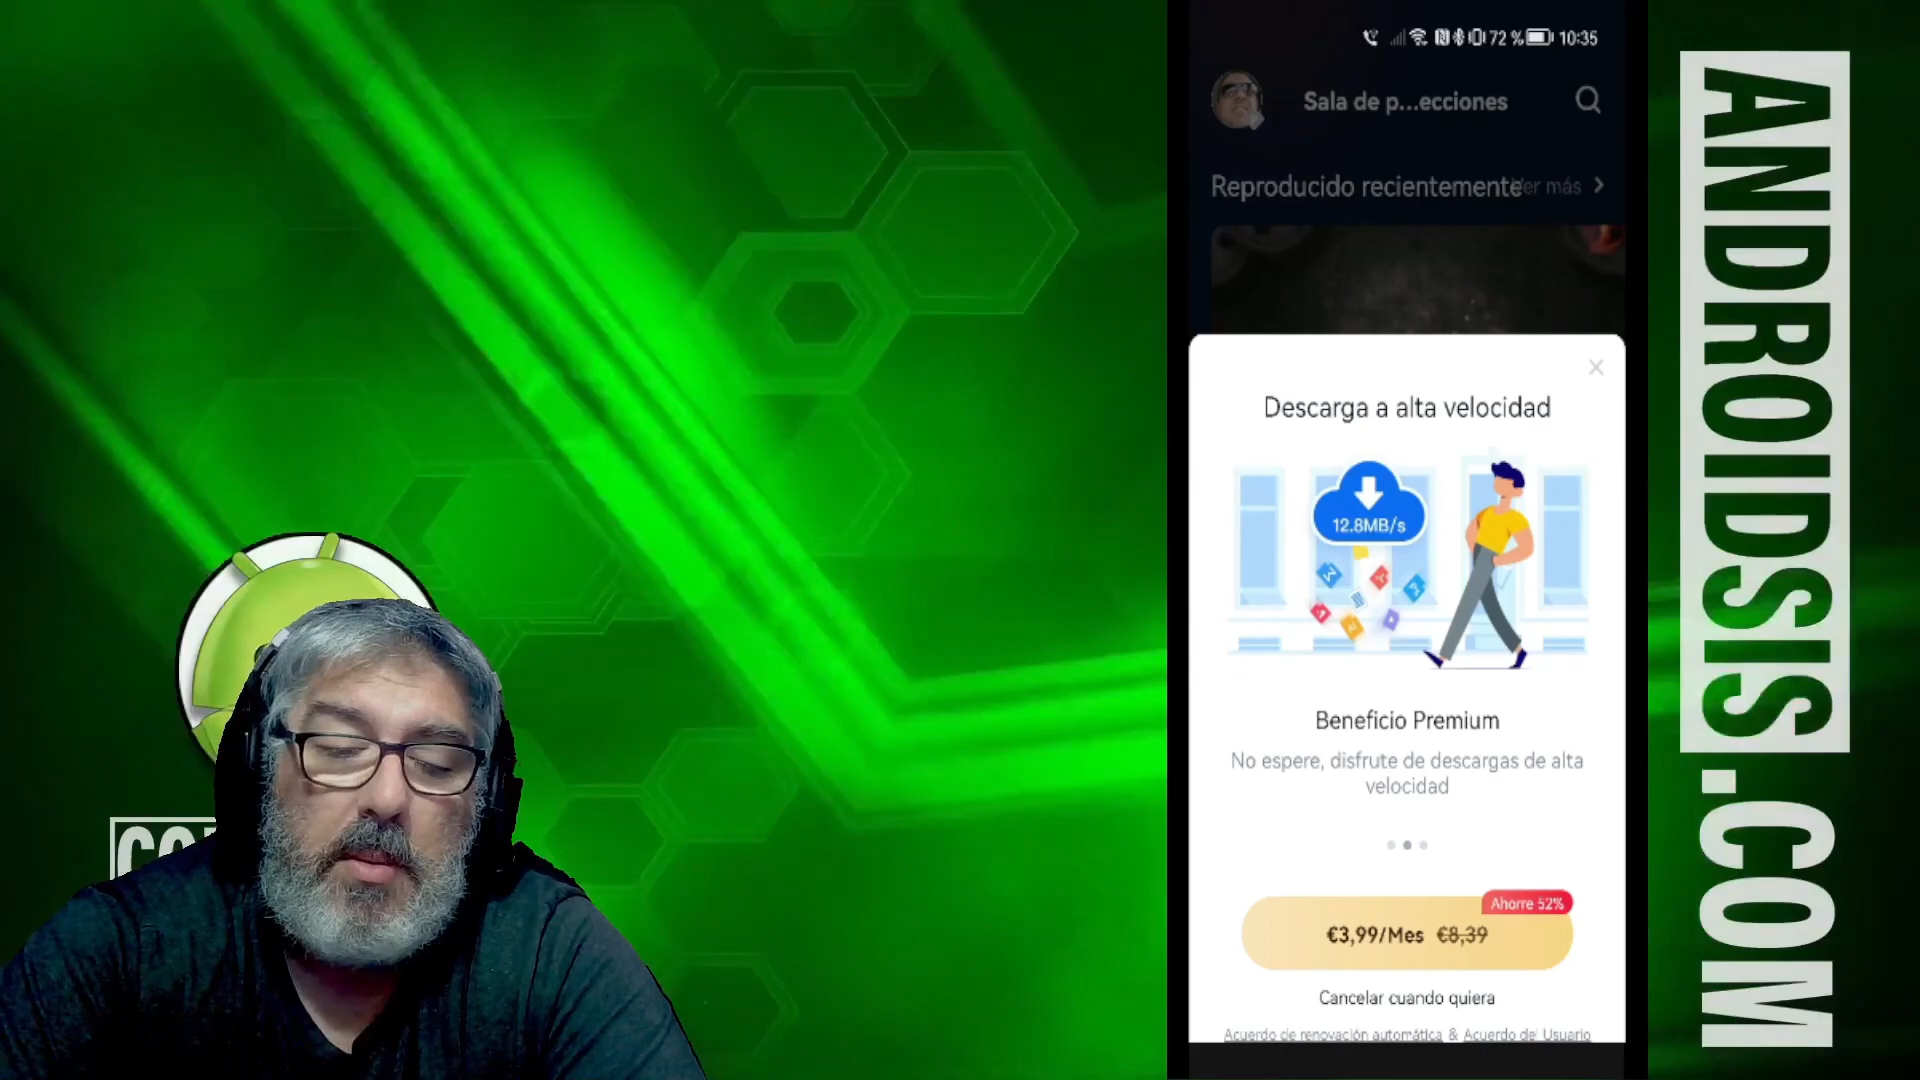 72 % 10:35
Sala de p...ecciones
Reproducido recientemente
Ver más
Descarga a alta velocidad
12.8MB/s
Beneficio Premium
No espere, disfrute de descargas de alta
velocidad
Ahorre 52%
€3,99/Mes €8,39
Cancelar cuando quiera
Acuerdo de renovación automática & Acuerdo del Usuario
ANDROIDSIS.COM